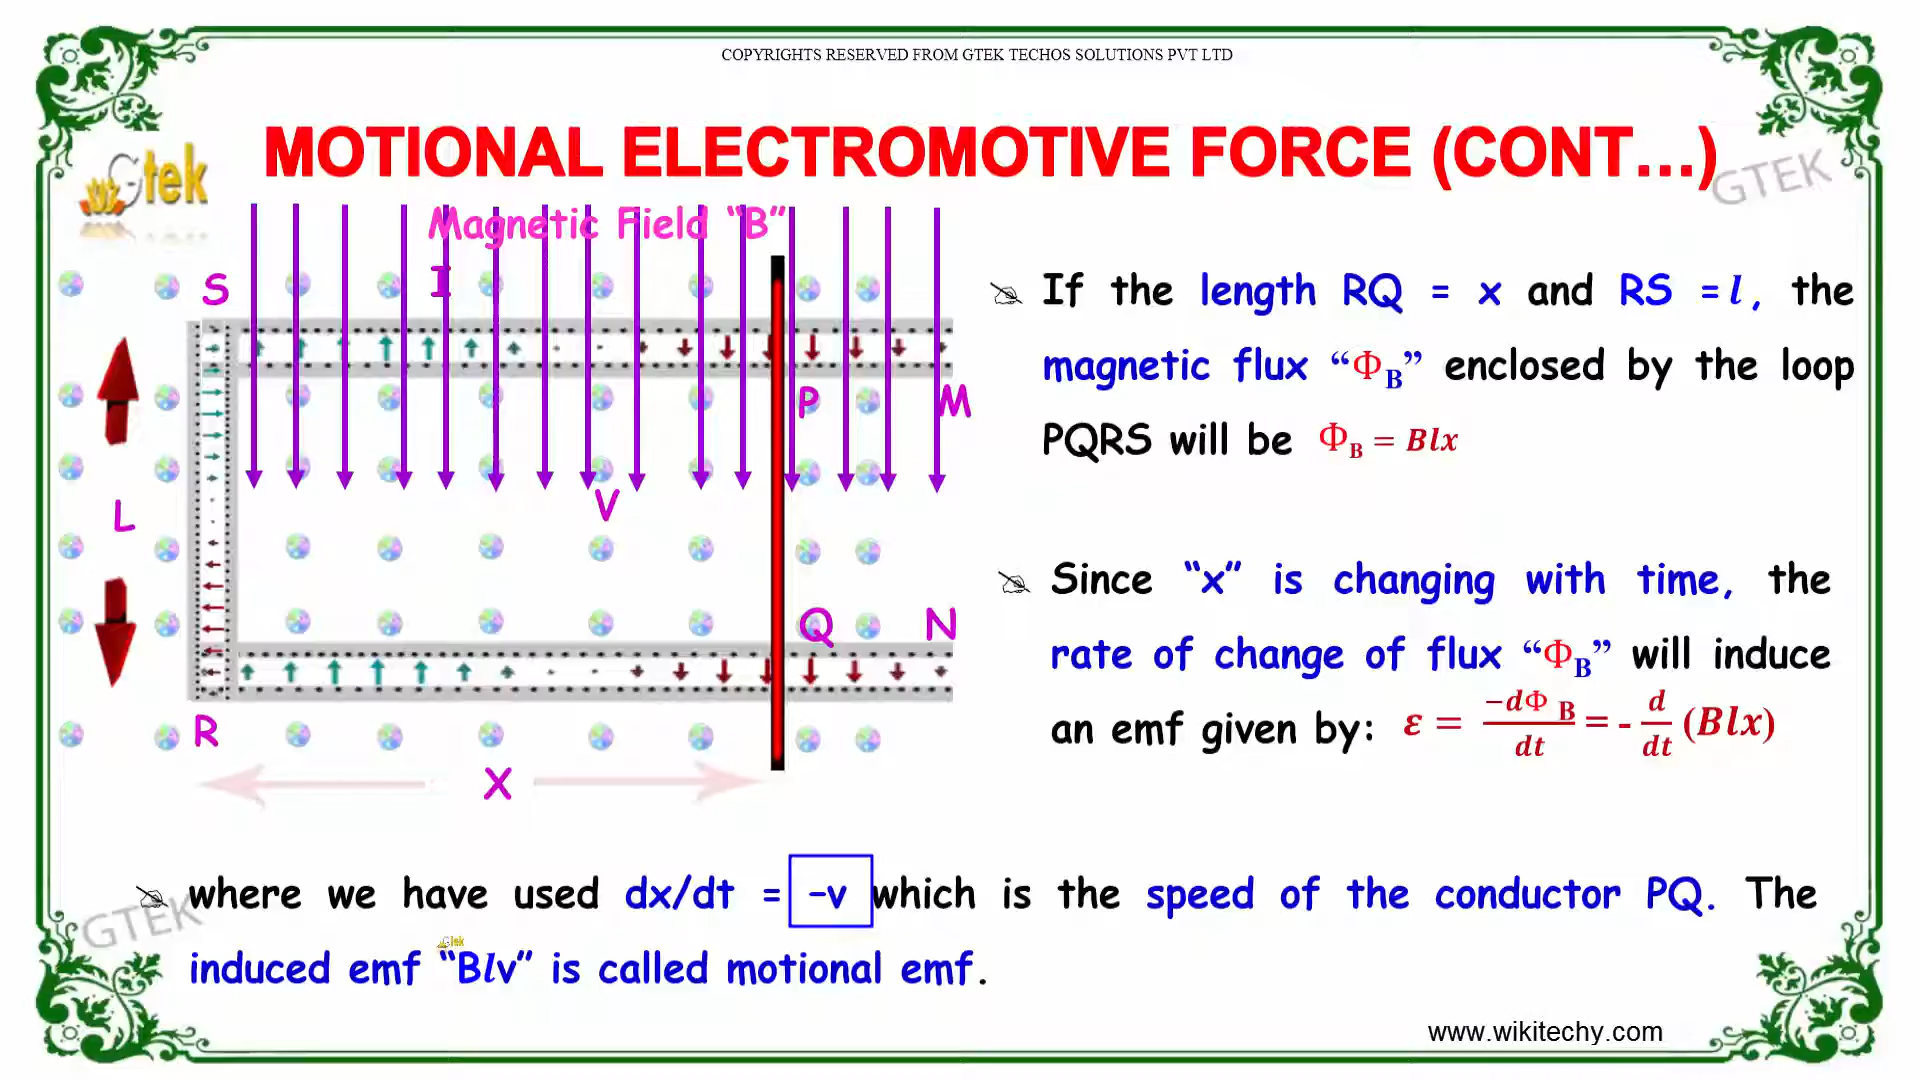 COPYRIGHTS RESERVED FROM GTEK TECHOS SOLUTIONS PVT LTD
MOTIONAL ELECTROMOTIVE FORCE (CONT...)
Gtek
GTEK
Magnetic Field “B”
S
I
P
M
L
V
Q
N
R
X
If the length RQ = x and RS = l, the
magnetic flux “Φ_B” enclosed by the loop
PQRS will be Φ_B = Blx
Since “x” is changing with time, the
rate of change of flux “Φ_B” will induce
an emf given by: ε = −dΦ_B/dt = - d/dt (Blx)
where we have used dx/dt = –v which is the speed of the conductor PQ. The
induced emf “Blv” is called motional emf.
GTEK
Gtek
www.wikitechy.com